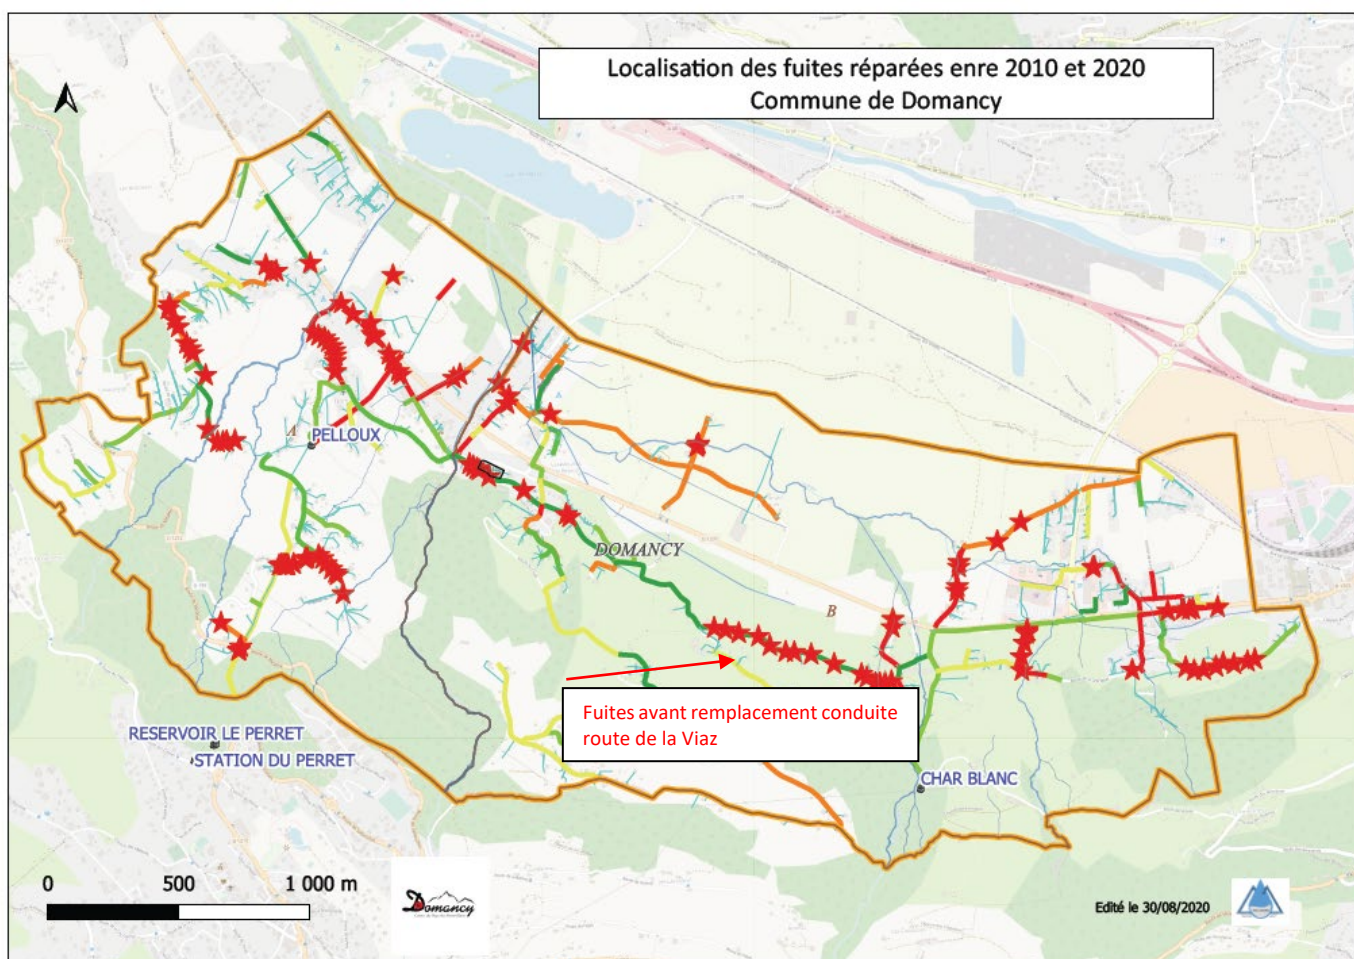 Localisation des fuites réparées enre 2010 et 2020
Commune de Domancy
A
PELLOUX
DOMANCY
B
Fuites avant remplacement conduite
route de la Viaz
RESERVOIR LE PERRET
STATION DU PERRET
CHAR BLANC
0 500 1 000 m
Domancy
Edité le 30/08/2020